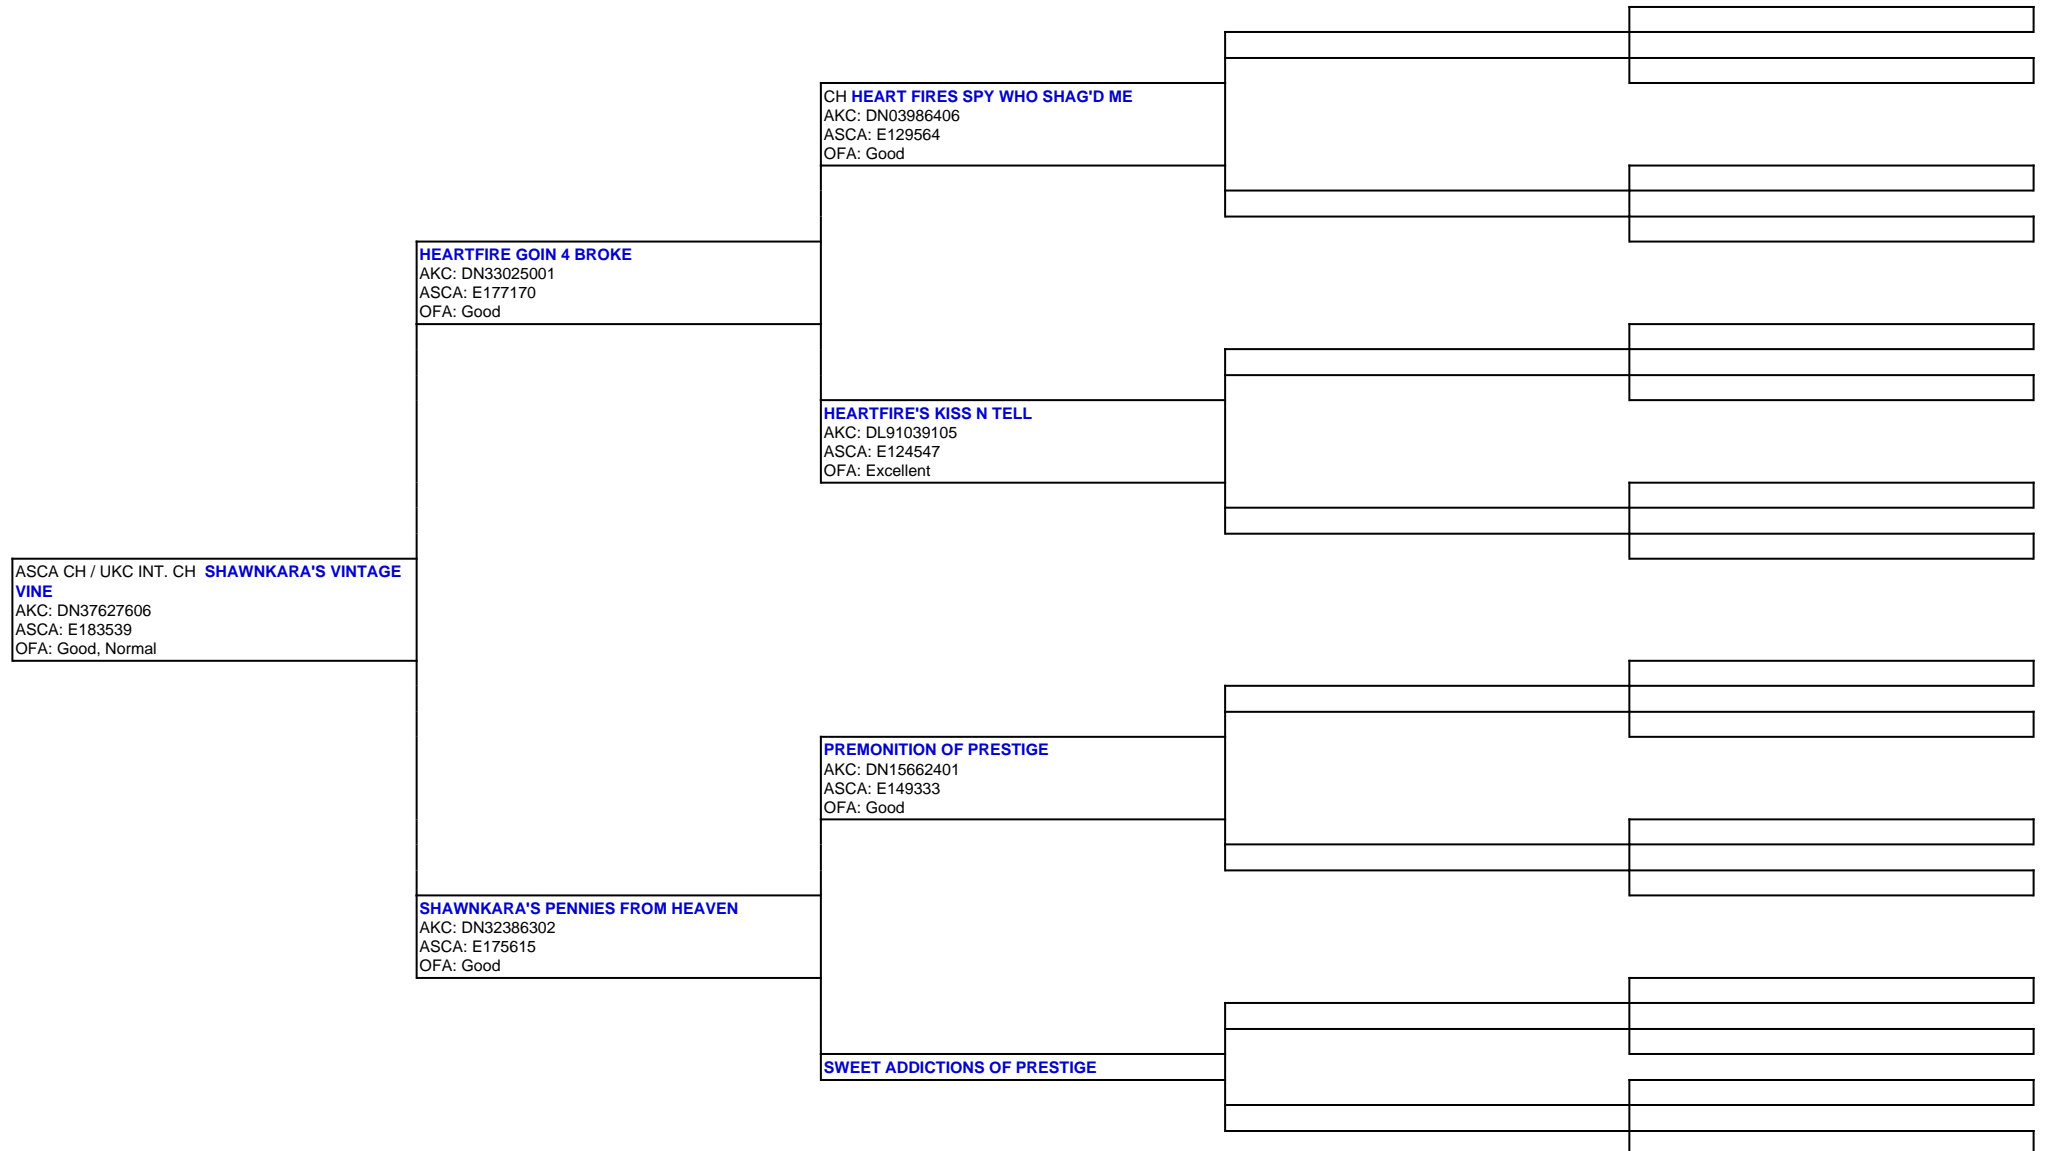 CH HEART FIRES SPY WHO SHAG'D ME
AKC: DN03986406
ASCA: E129564
OFA: Good
HEARTFIRE GOIN 4 BROKE
AKC: DN33025001
ASCA: E177170
OFA: Good
HEARTFIRE'S KISS N TELL
AKC: DL91039105
ASCA: E124547
OFA: Excellent
ASCA CH / UKC INT. CH SHAWNKARA'S VINTAGE
VINE
AKC: DN37627606
ASCA: E183539
OFA: Good, Normal
PREMONITION OF PRESTIGE
AKC: DN15662401
ASCA: E149333
OFA: Good
SHAWNKARA'S PENNIES FROM HEAVEN
AKC: DN32386302
ASCA: E175615
OFA: Good
SWEET ADDICTIONS OF PRESTIGE